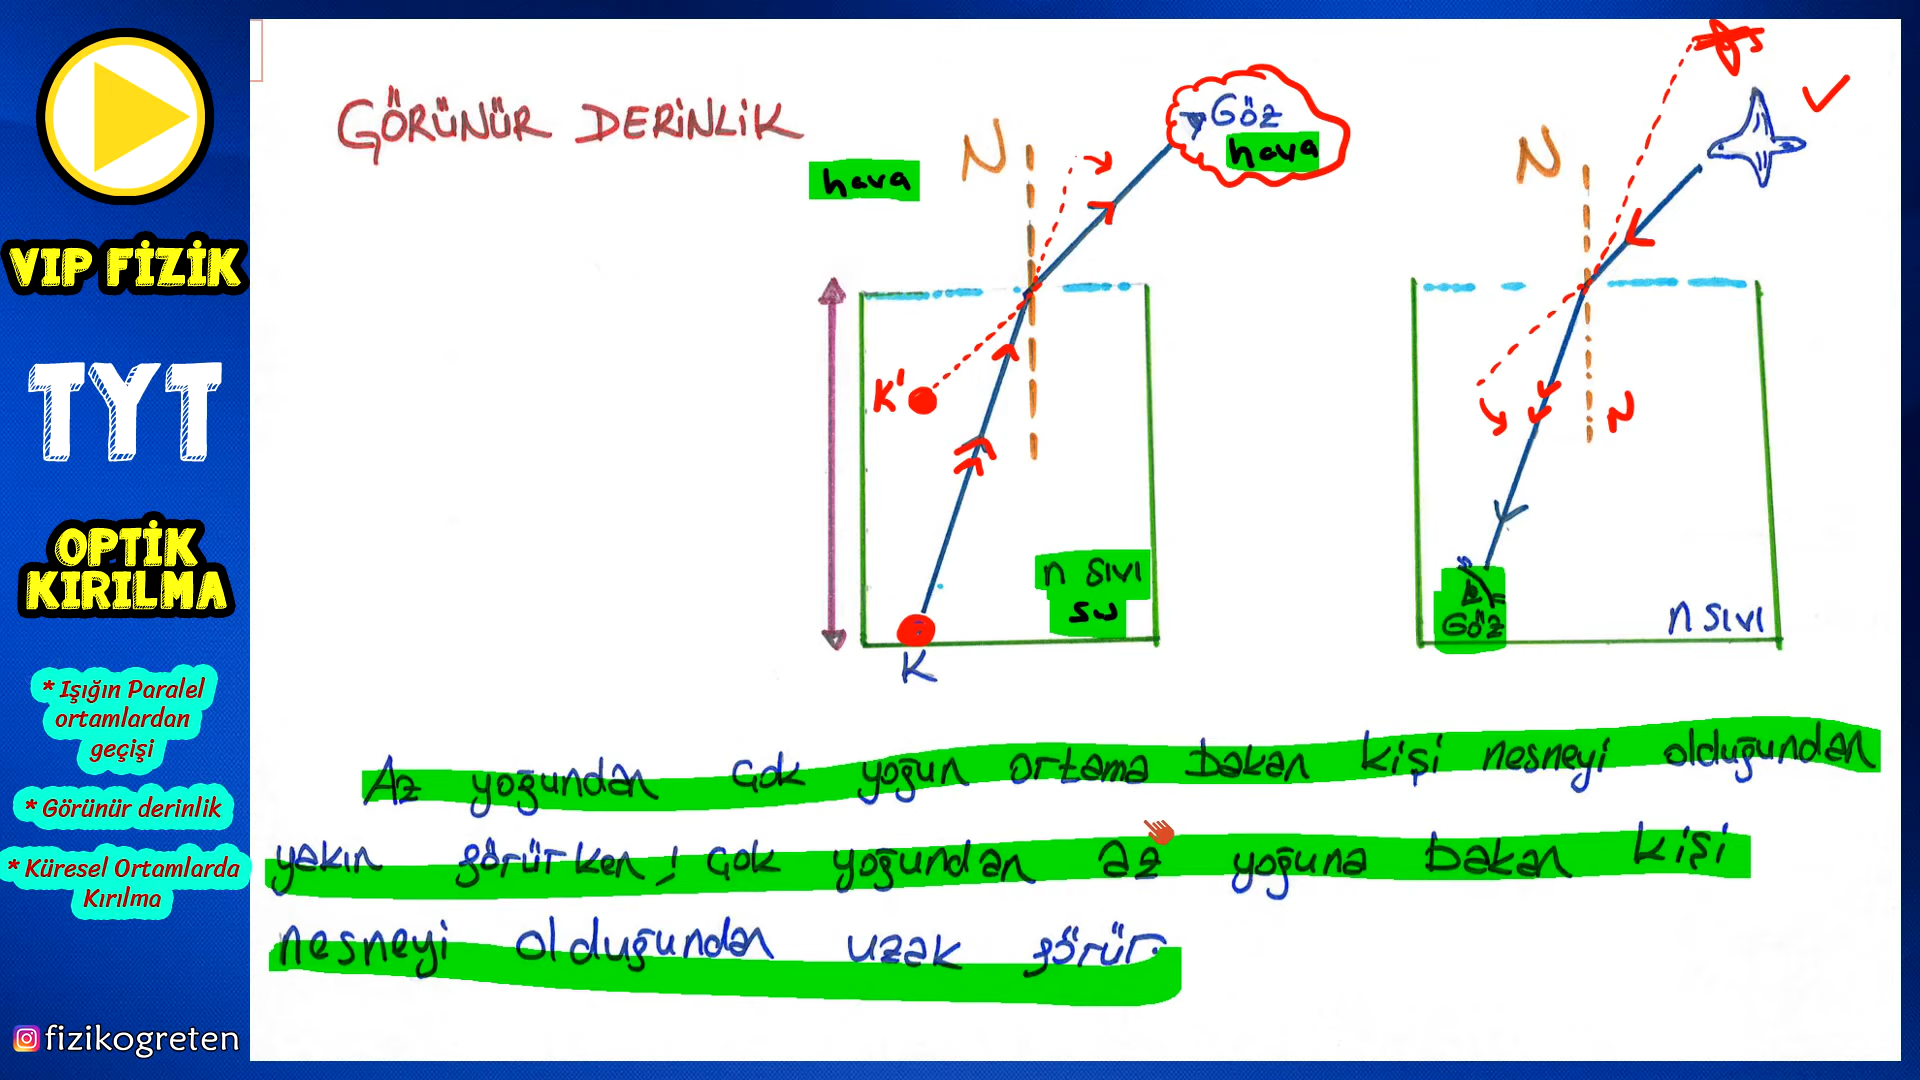 VIP FİZİK
TYT
OPTİK
KIRILMA
* Işığın Paralel
ortamlardan
geçişi
* Görünür derinlik
* Küresel Ortamlarda
Kırılma
fizikogreten
GÖRÜNÜR DERİNLİK
hava
N
Göz
hava
K'
n sıvı
su
K
N
N
Göz
n sıvı
Az yoğundan çok yoğun ortama bakan kişi nesneyi olduğundan
yakın görürken; çok yoğundan az yoğuna bakan kişi
nesneyi olduğundan uzak görür.